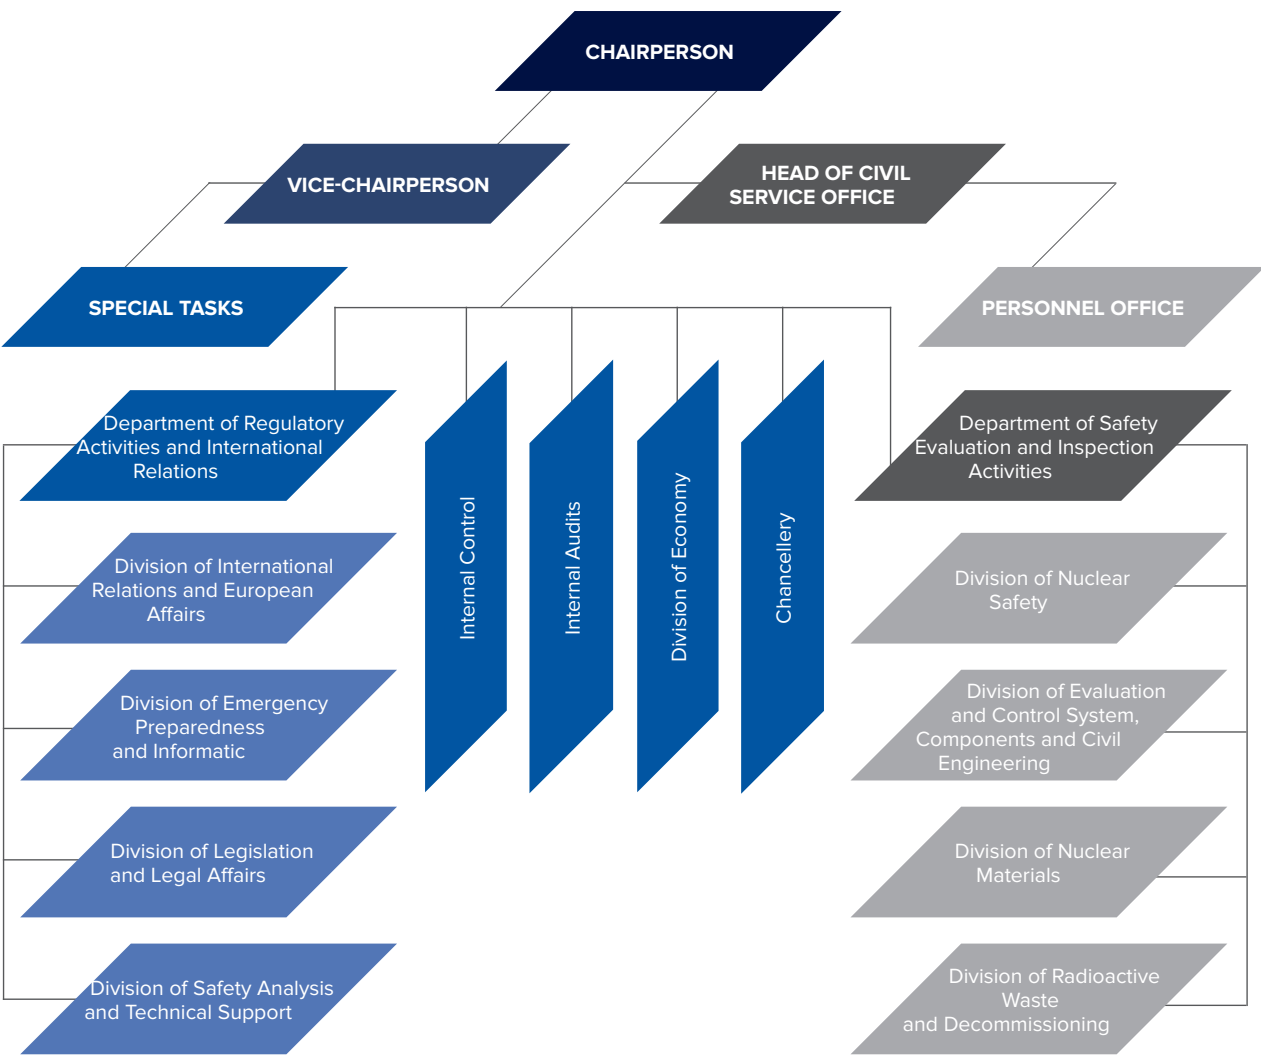 CHAIRPERSON
VICE-CHAIRPERSON
HEAD OF CIVIL
SERVICE OFFICE
SPECIAL TASKS
PERSONNEL OFFICE
Department of Regulatory
Activities and International
Relations
Division of International
Relations and European
Affairs
Division of Emergency
Preparedness
and Informatic
Division of Legislation
and Legal Affairs
Division of Safety Analysis
and Technical Support
Internal Control
Internal Audits
Division of Economy
Chancellery
Department of Safety
Evaluation and Inspection
Activities
Division of Nuclear
Safety
Division of Evaluation
and Control System,
Components and Civil
Engineering
Division of Nuclear
Materials
Division of Radioactive
Waste
and Decommissioning